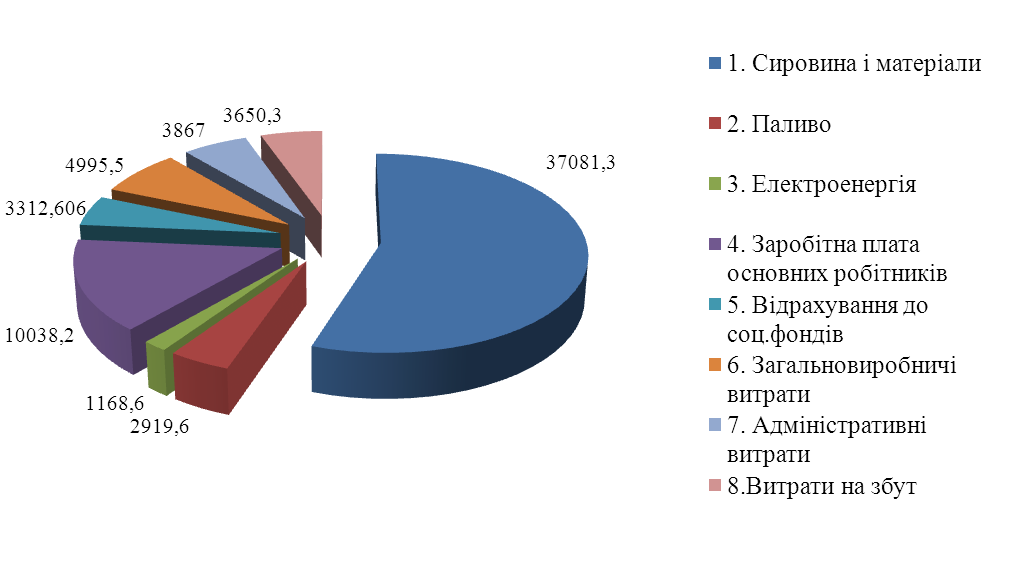 3650,3
3867
4995,5
3312,606
10038,2
1168,6
2919,6
37081,3
1. Сировина і матеріали
2. Паливо
3. Електроенергія
4. Заробітна плата
основних робітників
5. Відрахування до
соц.фондів
6. Загальновиробничі
витрати
7. Адміністративні
витрати
8.Витрати на збут